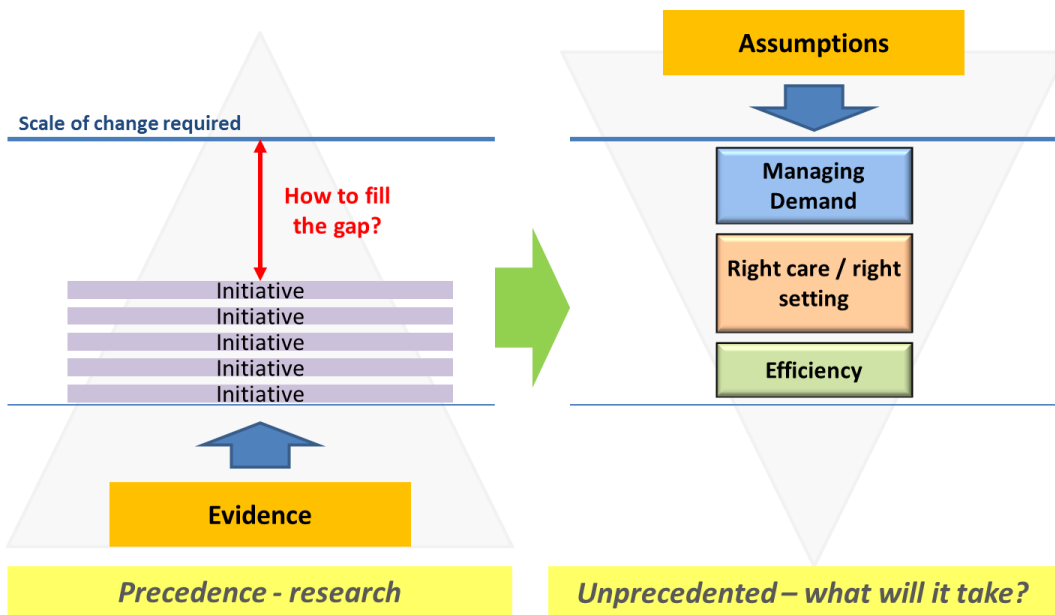 Scale of change required
How to fill
the gap?
Initiative
Initiative
Initiative
Initiative
Initiative
Evidence
Precedence - research
Assumptions
Managing
Demand
Right care / right
setting
Efficiency
Unprecedented – what will it take?